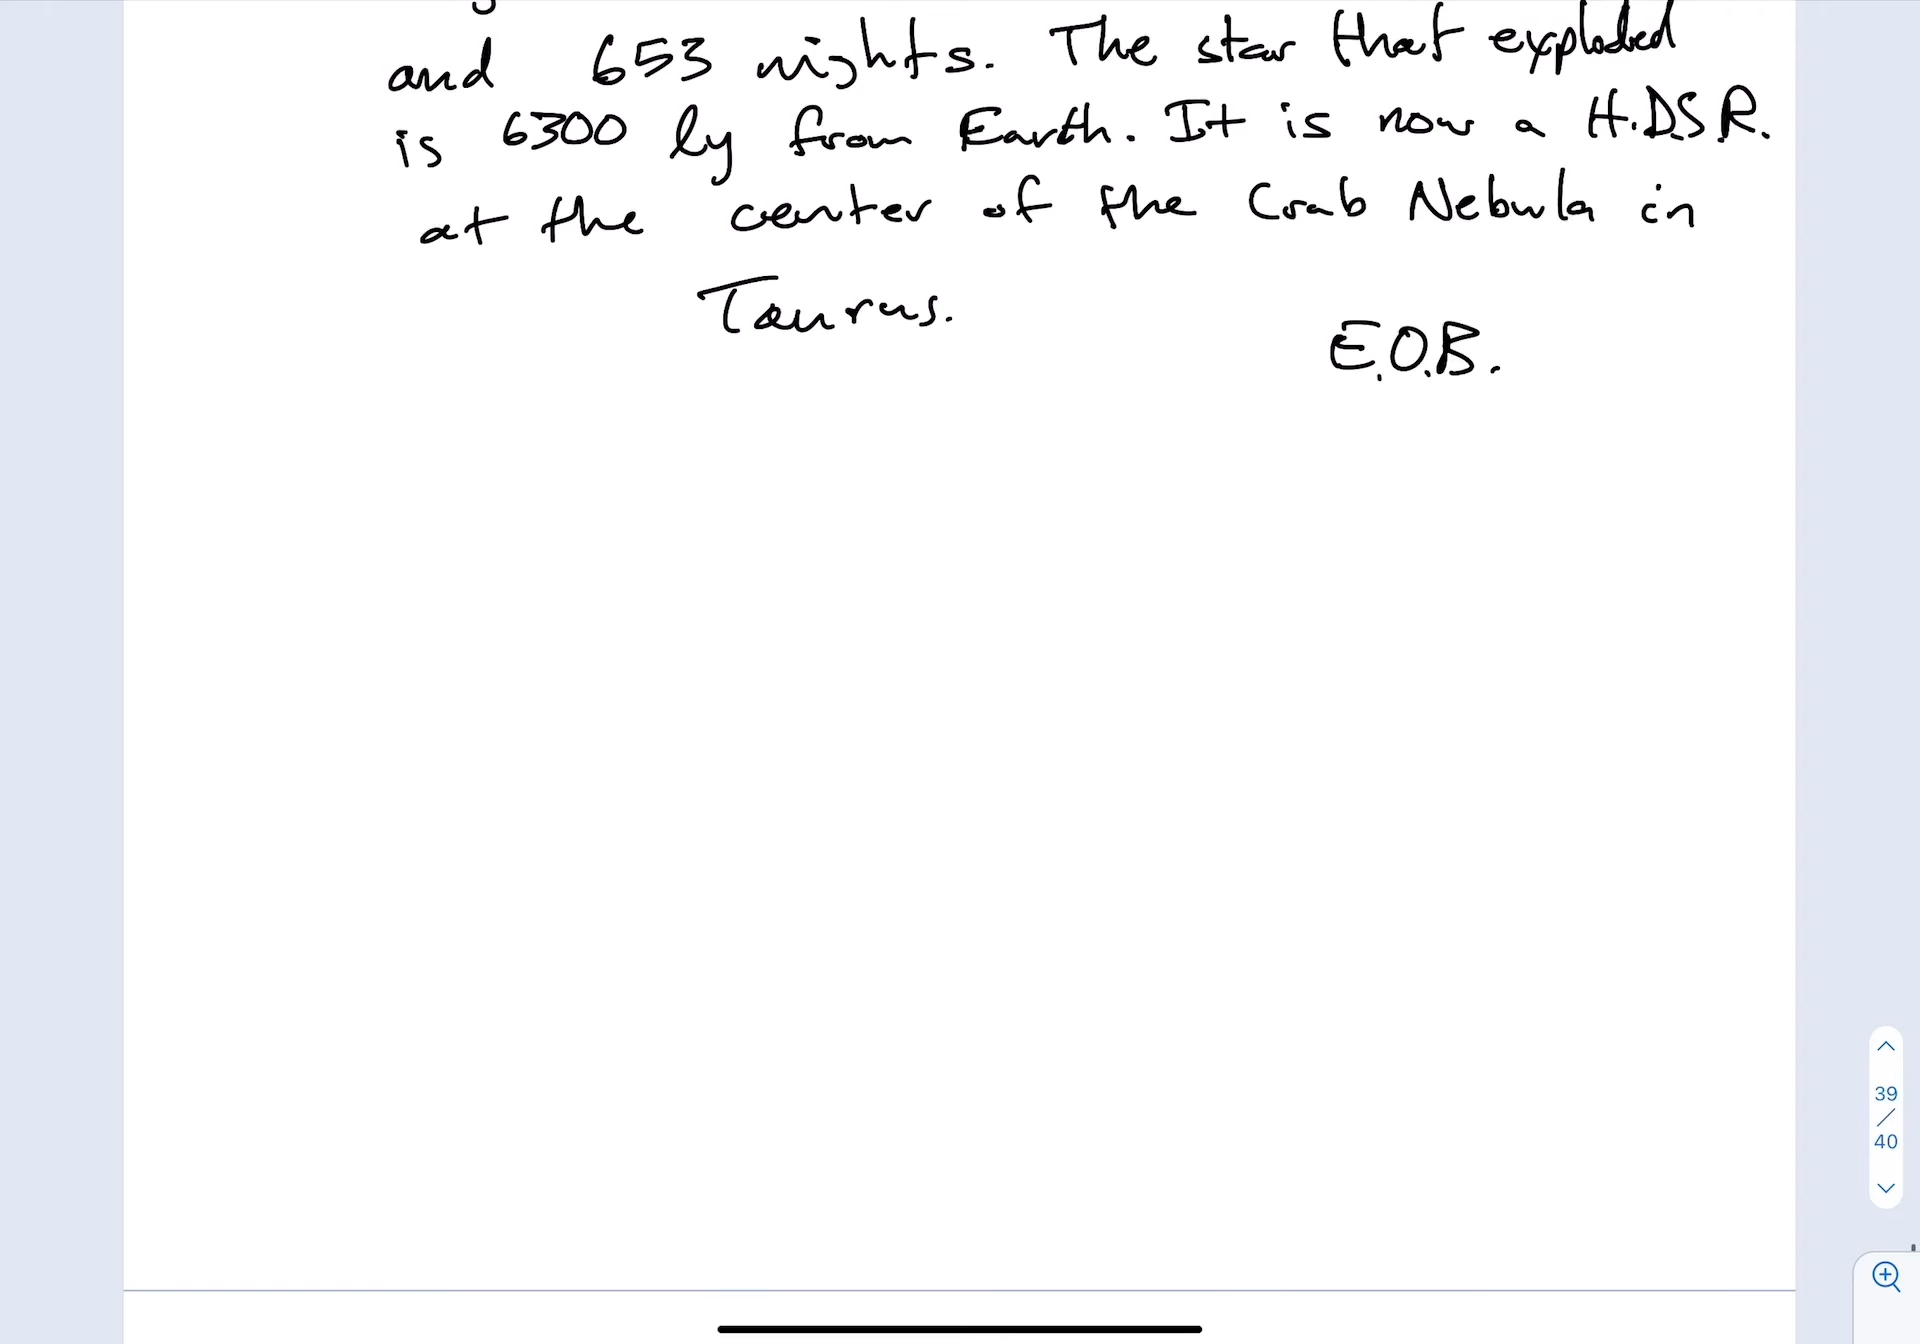 and 653 nights. The star that exploded
is 6300 ly from Earth. It is now a H.D.S.R.
at the center of the Crab Nebula in
Taurus.
E.O.B.
39
/
40